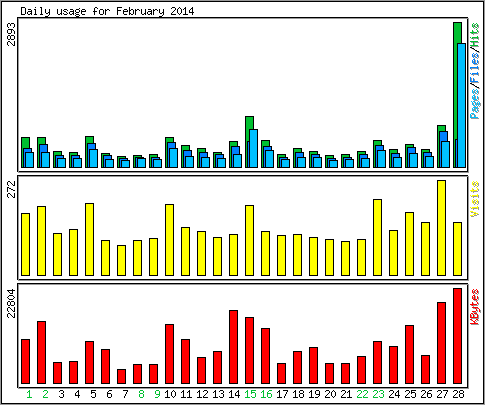 Daily usage for February 2014
2893
Pages/Files/Hits
272
Visits
22804
KBytes
1 2 3 4 5 6 7 8 9 10 11 12 13 14 15 16 17 18 19 20 21 22 23 24 25 26 27 28